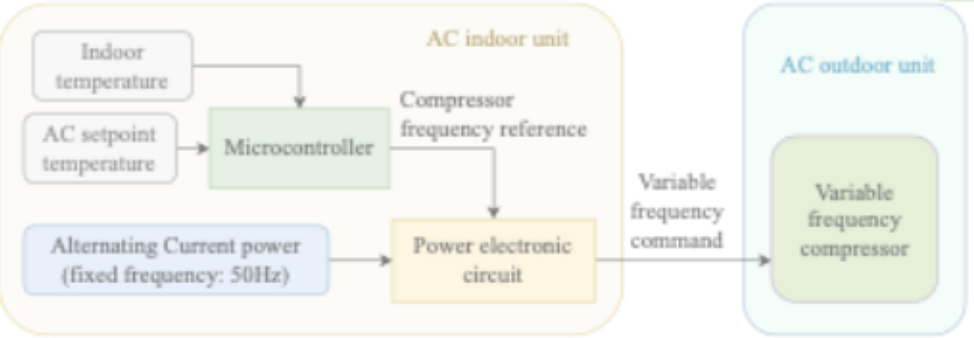 AC indoor unit
Indoor
temperature
AC setpoint
temperature
Microcontroller
Compressor
frequency reference
Alternating Current power
(fixed frequency: 50Hz)
Power electronic
circuit
Variable
frequency
command
AC outdoor unit
Variable
frequency
compressor